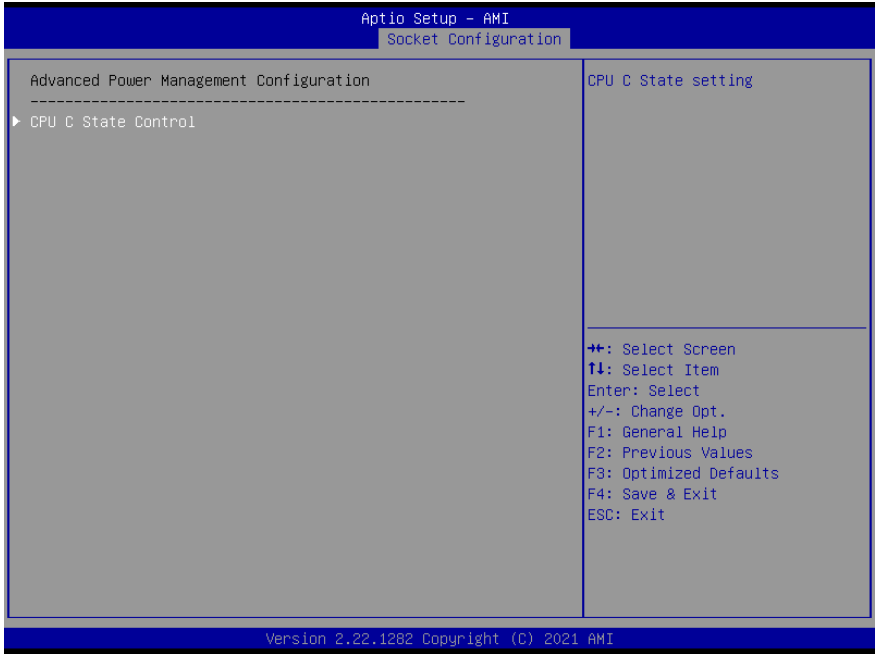 Aptio Setup – AMI
Socket Configuration
Advanced Power Management Configuration
--------------------------------------------------
CPU C State Control
CPU C State setting
→←: Select Screen
↑↓: Select Item
Enter: Select
+/-: Change Opt.
F1: General Help
F2: Previous Values
F3: Optimized Defaults
F4: Save & Exit
ESC: Exit
Version 2.22.1282 Copyright (C) 2021 AMI